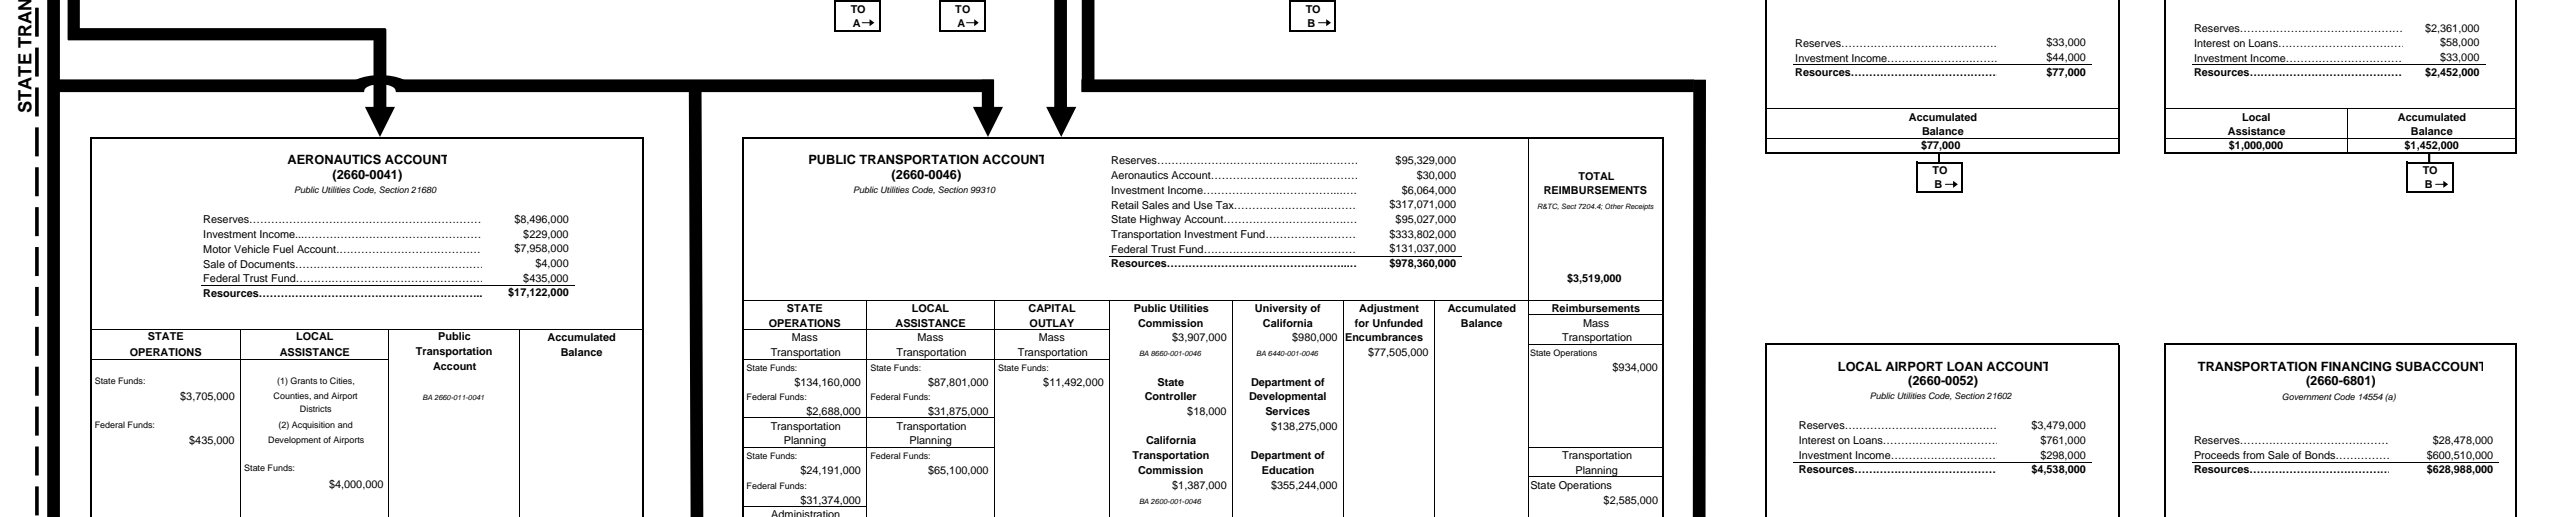 STATE TRAN
TO
A→
TO
A→
TO
B→
Reserves $33,000
Investment Income $44,000
Resources $77,000
Accumulated
Balance
$77,000
TO
B→
$2,361,000
Reserves
Interest on Loans $58,000
Investment Income $33,000
Resources $2,452,000
Local Assistance
Accumulated Balance
$1,000,000 $1,452,000
TO
B→
AERONAUTICS ACCOUNT
(2660-0041)
Public Utilities Code, Section 21680
Reserves $8,496,000
Investment Income $229,000
Motor Vehicle Fuel Account $7,958,000
Sale of Documents $4,000
Federal Trust Fund $435,000
Resources $17,122,000
STATE
OPERATIONS
State Funds:
$3,705,000
Federal Funds:
$435,000
LOCAL
ASSISTANCE
(1) Grants to Cities,
Counties, and Airport
Districts
(2) Acquisition and
Development of Airports
State Funds:
$4,000,000
Public
Transportation
Account
BA 2660-011-0041
Accumulated
Balance
PUBLIC TRANSPORTATION ACCOUNT
(2660-0046)
Public Utilities Code, Section 99310
Reserves $95,329,000
Aeronautics Account $30,000
Investment Income $6,064,000
Retail Sales and Use Tax $317,071,000
State Highway Account $95,027,000
Transportation Investment Fund $333,802,000
Federal Trust Fund $131,037,000
Resources $978,360,000
TOTAL
REIMBURSEMENTS
R&TC, Sect 7204.4; Other Receipts
$3,519,000
STATE
OPERATIONS
Mass
Transportation
State Funds:
$134,160,000
Federal Funds:
$2,688,000
Transportation
Planning
State Funds:
$24,191,000
Federal Funds:
$31,374,000
Administration
LOCAL
ASSISTANCE
Mass
Transportation
State Funds:
$87,801,000
Federal Funds:
$31,875,000
Transportation
Planning
Federal Funds:
$65,100,000
CAPITAL
OUTLAY
Mass
Transportation
State Funds:
$11,492,000
Public Utilities
Commission
$3,907,000
BA 8660-001-0046
State
Controller
$18,000
California
Transportation
Commission
$1,387,000
BA 2600-001-0046
University of
California
$980,000
BA 6440-001-0046
Department of
Developmental
Services
$138,275,000
Department of
Education
$355,244,000
Adjustment
for Unfunded
Encumbrances
$77,505,000
Accumulated
Balance
Reimbursements
Mass
Transportation
State Operations
$934,000
Transportation
Planning
State Operations
$2,585,000
LOCAL AIRPORT LOAN ACCOUNT
(2660-0052)
Public Utilities Code, Section 21602
Reserves $3,479,000
Interest on Loans $761,000
Investment Income $298,000
Resources $4,538,000
TRANSPORTATION FINANCING SUBACCOUNT
(2660-6801)
Government Code 14554 (a)
Reserves $28,478,000
Proceeds from Sale of Bonds $600,510,000
Resources $628,988,000